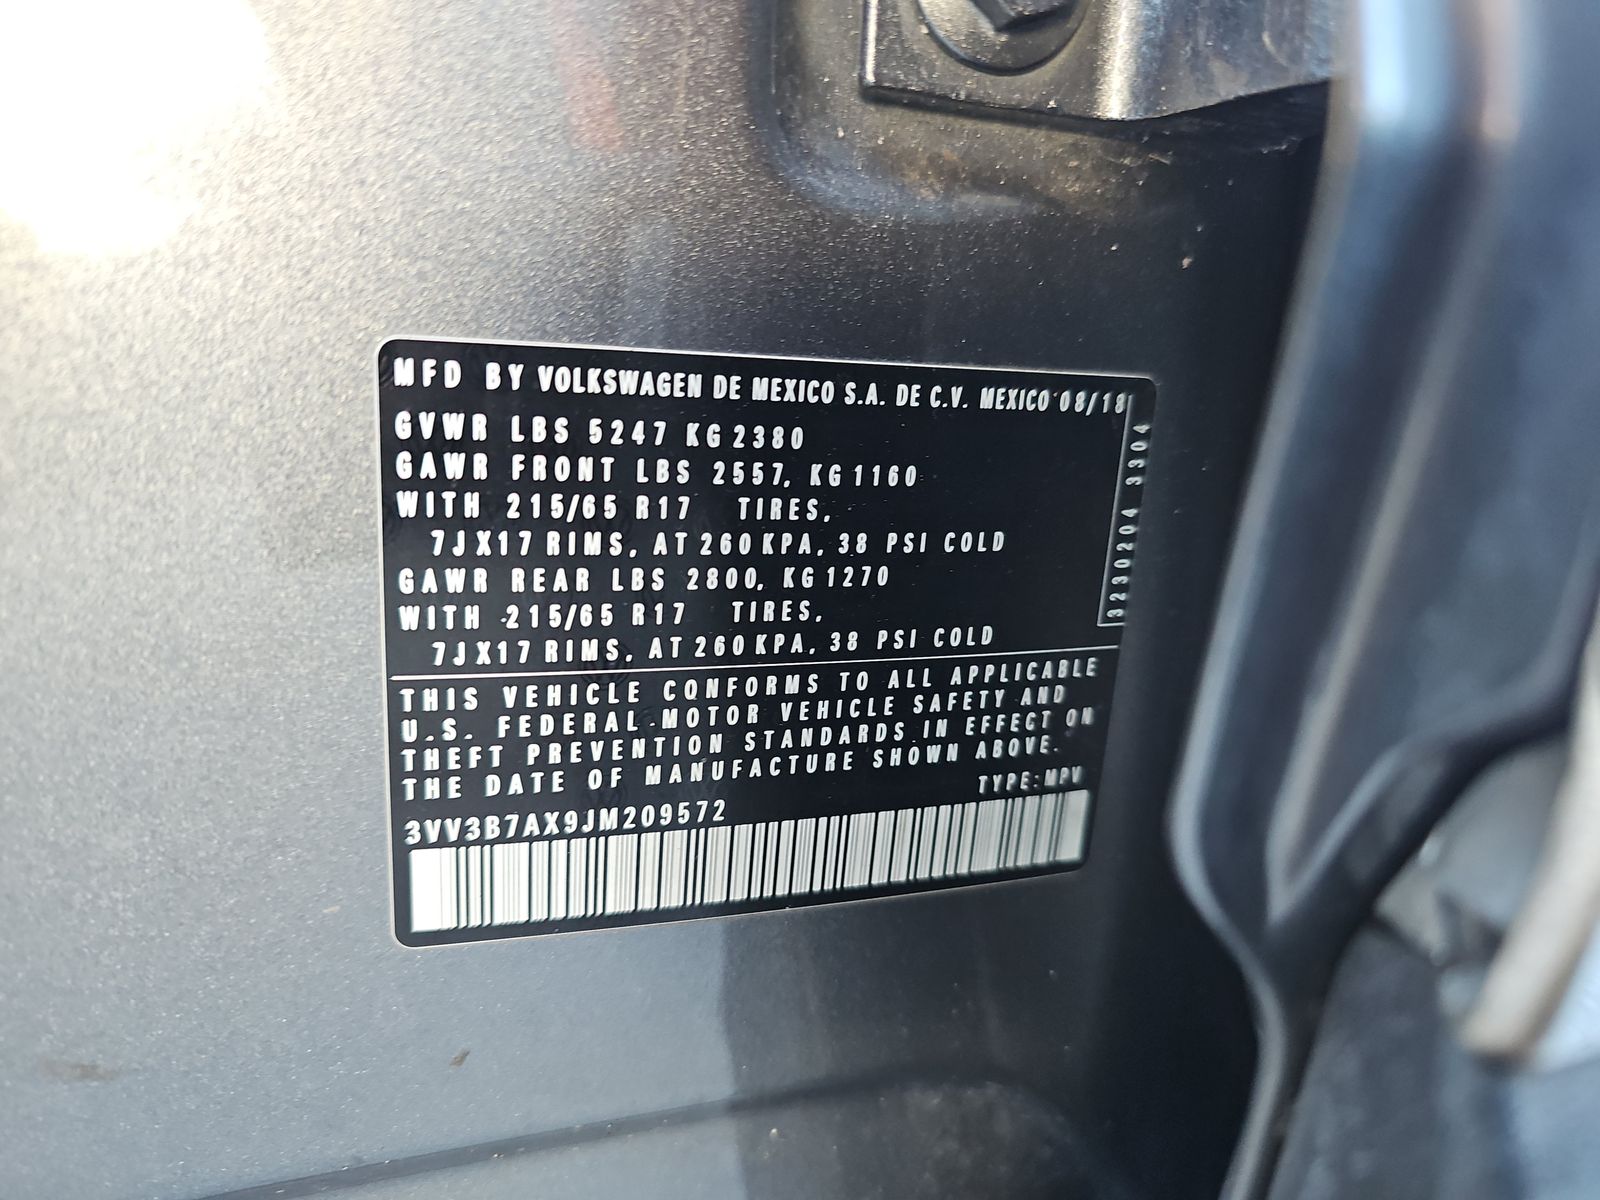 MFD BY VOLKSWAGEN DE MEXICO S.A. DE C.V. MEXICO 08/18
GVWR LBS 5247 KG 2380
GAWR FRONT LBS 2557, KG 1160
WITH 215/65 R17 TIRES,
7JX17 RIMS, AT 260 KPA, 38 PSI COLD
GAWR REAR LBS 2800, KG 1270
WITH 215/65 R17 TIRES,
7JX17 RIMS, AT 260 KPA, 38 PSI COLD
3230204 3304
THIS VEHICLE CONFORMS TO ALL APPLICABLE
U.S. FEDERAL MOTOR VEHICLE SAFETY AND
THEFT PREVENTION STANDARDS IN EFFECT ON
THE DATE OF MANUFACTURE SHOWN ABOVE.
TYPE: MPV
3VV3B7AX9JM209572